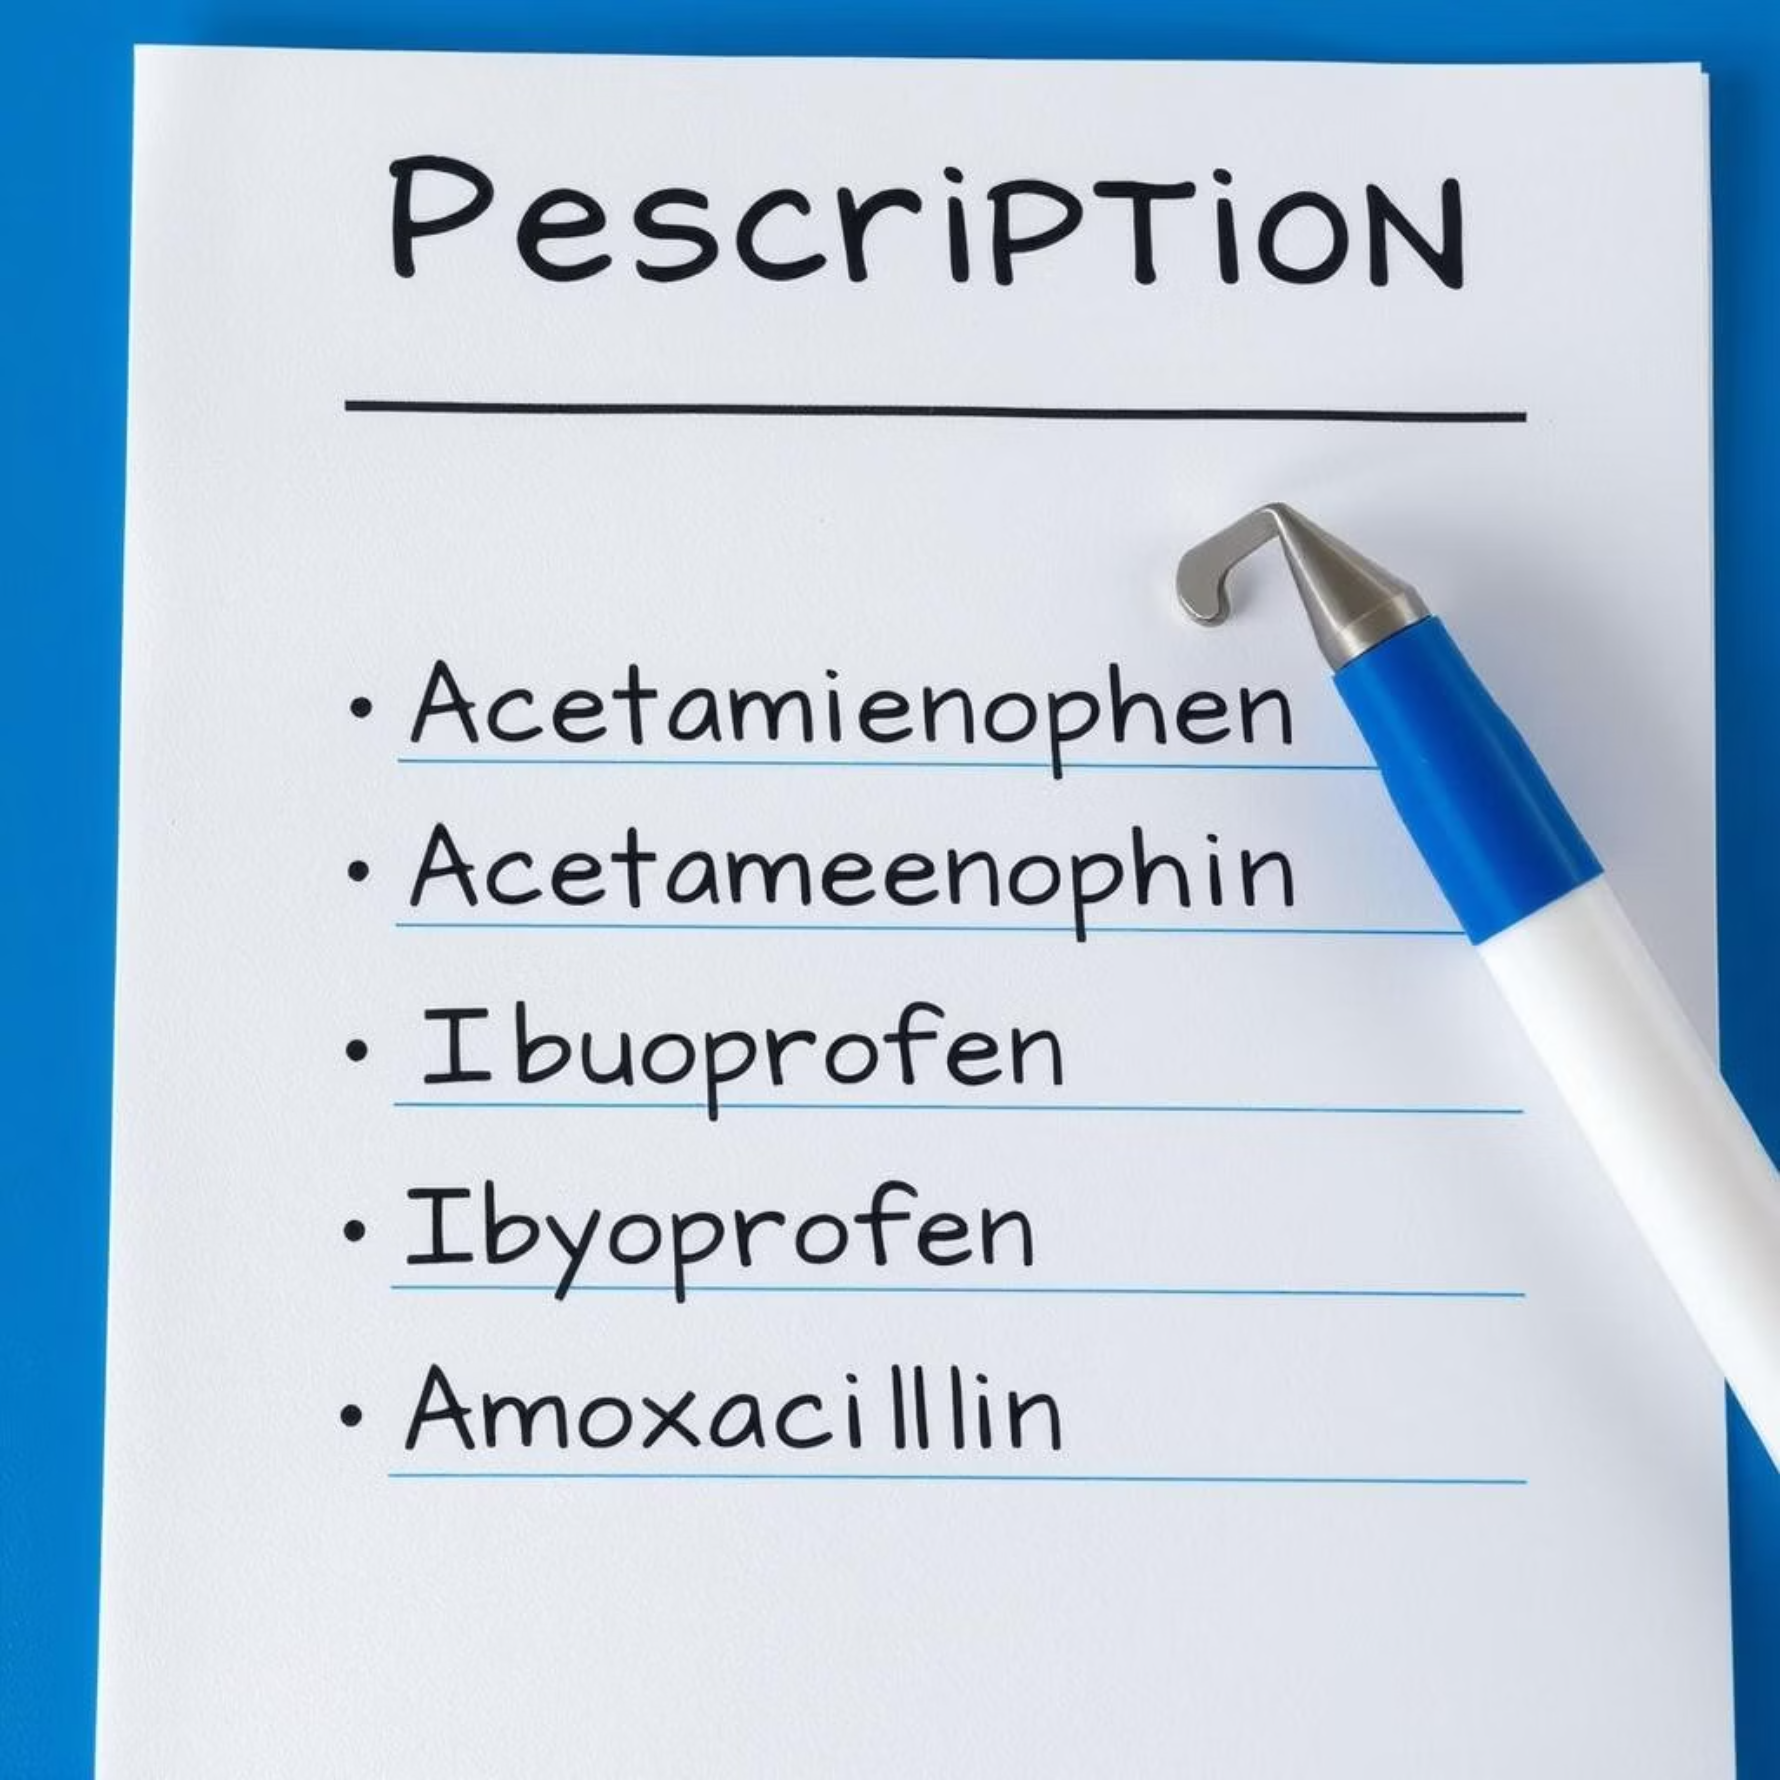 PescriPTioN
• Acetamienophen
• Acetameenophin
• Ibuoprofen
• Ibyoprofen
• Amoxacilllin